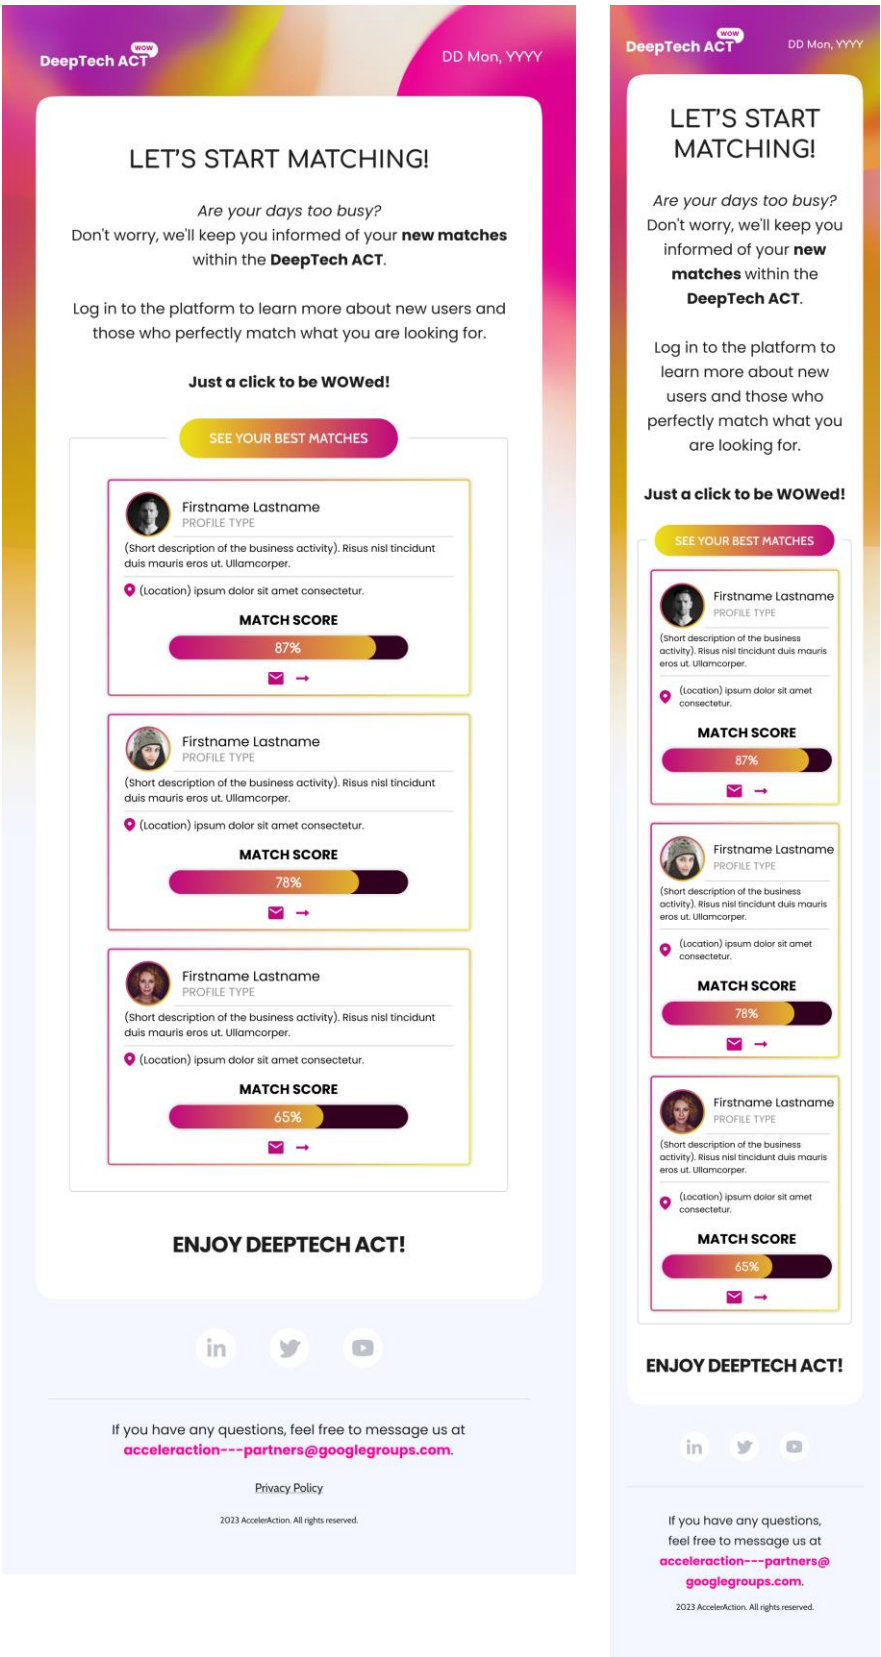 WOW
DeepTech ACT
DD Mon, YYYY
LET'S START MATCHING!
Are your days too busy?
Don't worry, we'll keep you informed of your new matches
within the DeepTech ACT.
Log in to the platform to learn more about new users and
those who perfectly match what you are looking for.
Just a click to be WOWed!
SEE YOUR BEST MATCHES
Firstname Lastname
PROFILE TYPE
(Short description of the business activity). Risus nisl tincidunt
duis mauris eros ut. Ullamcorper.
(Location) ipsum dolor sit amet consectetur.
MATCH SCORE
87%
Firstname Lastname
PROFILE TYPE
(Short description of the business activity). Risus nisl tincidunt
duis mauris eros ut. Ullamcorper.
(Location) ipsum dolor sit amet consectetur.
MATCH SCORE
78%
Firstname Lastname
PROFILE TYPE
(Short description of the business activity). Risus nisl tincidunt
duis mauris eros ut. Ullamcorper.
(Location) ipsum dolor sit amet consectetur.
MATCH SCORE
65%
ENJOY DEEPTECH ACT!
in
If you have any questions, feel free to message us at
acceleraction---partners@googlegroups.com.
Privacy Policy
2023 AccelerAction. All rights reserved.
WOW
DeepTech ACT
DD Mon, YYYY
LET'S START
MATCHING!
Are your days too busy?
Don't worry, we'll keep you
informed of your new
matches within the
DeepTech ACT.
Log in to the platform to
learn more about new
users and those who
perfectly match what you
are looking for.
Just a click to be WOWed!
SEE YOUR BEST MATCHES
Firstname Lastname
PROFILE TYPE
(Short description of the business
activity). Risus nisl tincidunt duis mauris
eros ut. Ullamcorper.
(Location) ipsum dolor sit amet
consectetur.
MATCH SCORE
87%
Firstname Lastname
PROFILE TYPE
(Short description of the business
activity). Risus nisl tincidunt duis mauris
eros ut. Ullamcorper.
(Location) ipsum dolor sit amet
consectetur.
MATCH SCORE
78%
Firstname Lastname
PROFILE TYPE
(Short description of the business
activity). Risus nisl tincidunt duis mauris
eros ut. Ullamcorper.
(Location) ipsum dolor sit amet
consectetur.
MATCH SCORE
65%
ENJOY DEEPTECH ACT!
in
If you have any questions,
feel free to message us at
acceleraction---partners@
googlegroups.com.
2023 AccelerAction. All rights reserved.